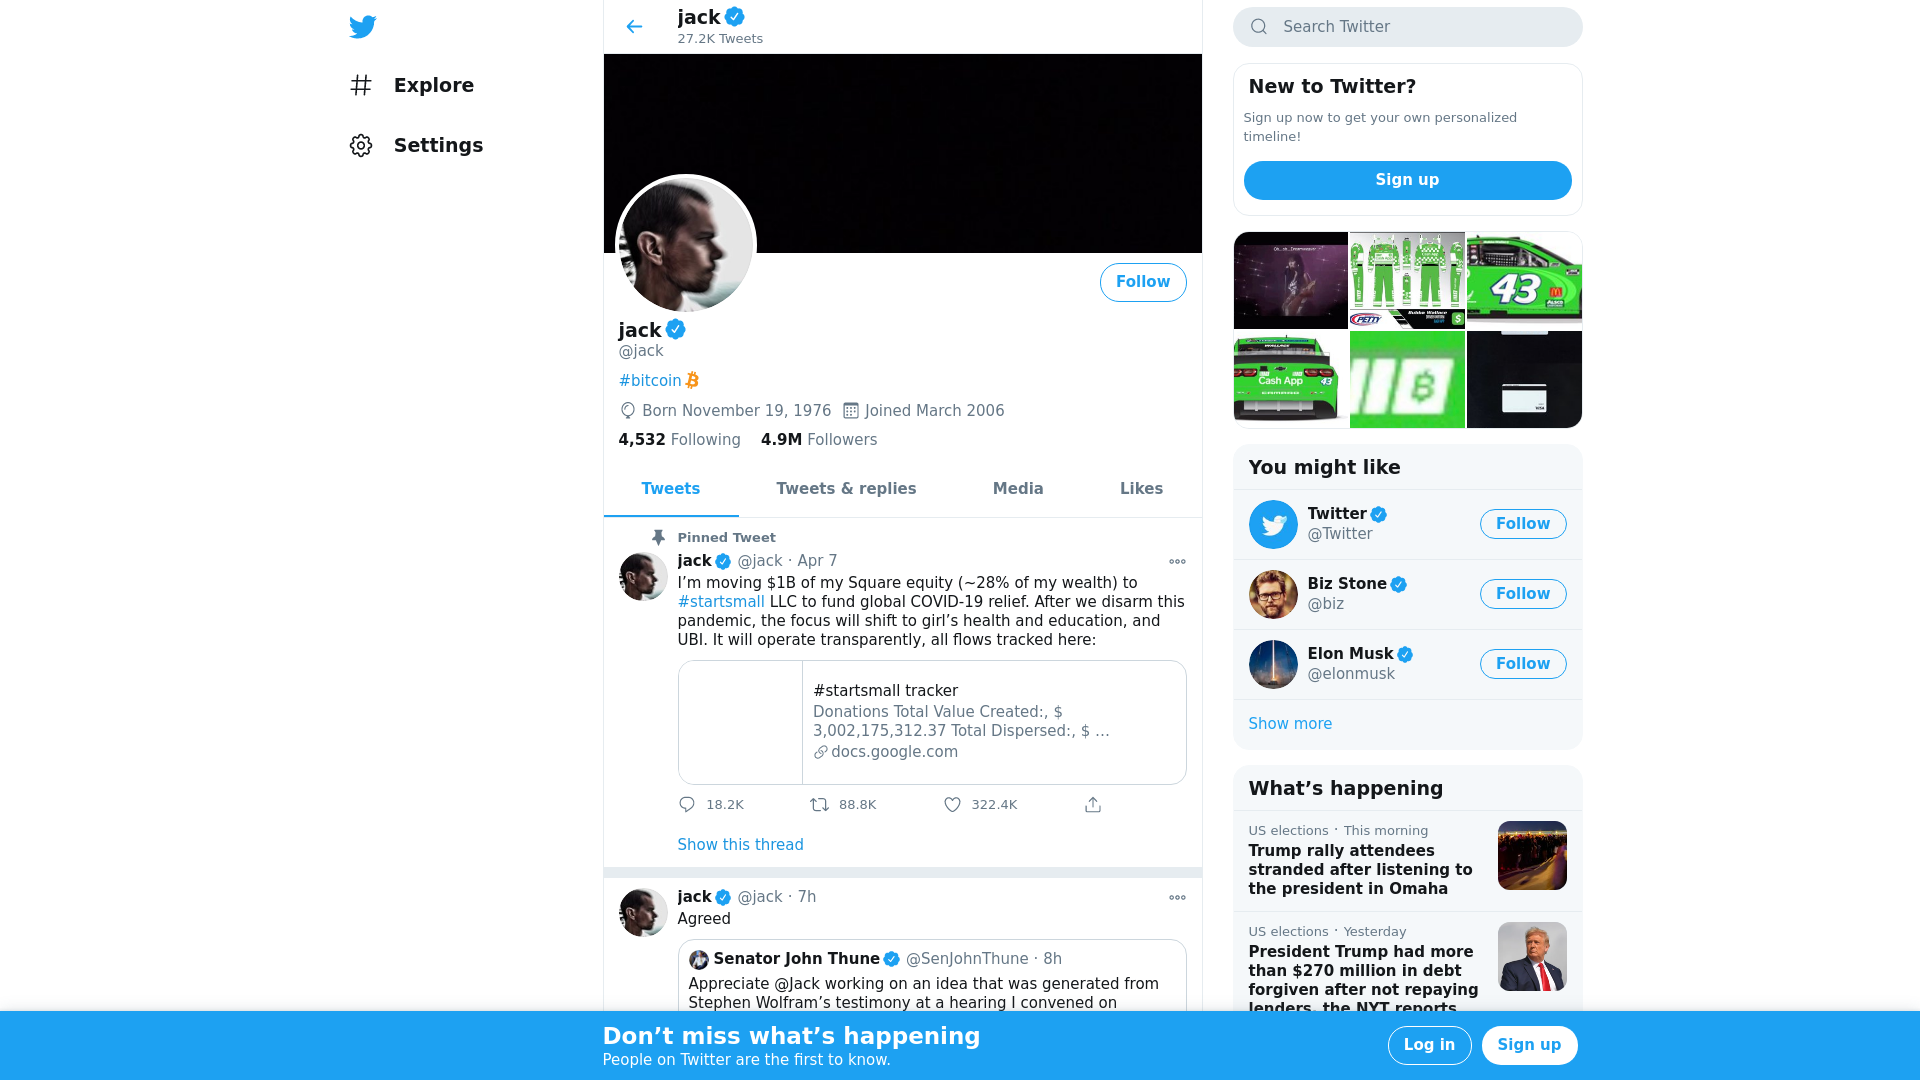 Explore
Settings
jack
27.2K Tweets
Follow
jack
@jack
#bitcoin
Born November 19, 1976 Joined March 2006
4,532 Following 4.9M Followers
Tweets Tweets & replies Media Likes
Pinned Tweet
jack @jack · Apr 7
I’m moving $1B of my Square equity (~28% of my wealth) to
#startsmall LLC to fund global COVID-19 relief. After we disarm this
pandemic, the focus will shift to girl’s health and education, and
UBI. It will operate transparently, all flows tracked here:
#startsmall tracker
Donations Total Value Created:, $
3,002,175,312.37 Total Dispersed:, $ ...
docs.google.com
18.2K 88.8K 322.4K
Show this thread
jack @jack · 7h
Agreed
Senator John Thune @SenJohnThune · 8h
Appreciate @Jack working on an idea that was generated from
Stephen Wolfram’s testimony at a hearing I convened on
Search Twitter
New to Twitter?
Sign up now to get your own personalized
timeline!
Sign up
PETTY
Bubba Wallace
$
43
WALLACE
Cash App
43
VISA
You might like
Twitter
@Twitter
Follow
Biz Stone
@biz
Follow
Elon Musk
@elonmusk
Follow
Show more
What’s happening
US elections · This morning
Trump rally attendees
stranded after listening to
the president in Omaha
US elections · Yesterday
President Trump had more
than $270 million in debt
forgiven after not repaying
lenders, the NYT reports
Don’t miss what’s happening
People on Twitter are the first to know.
Log in
Sign up